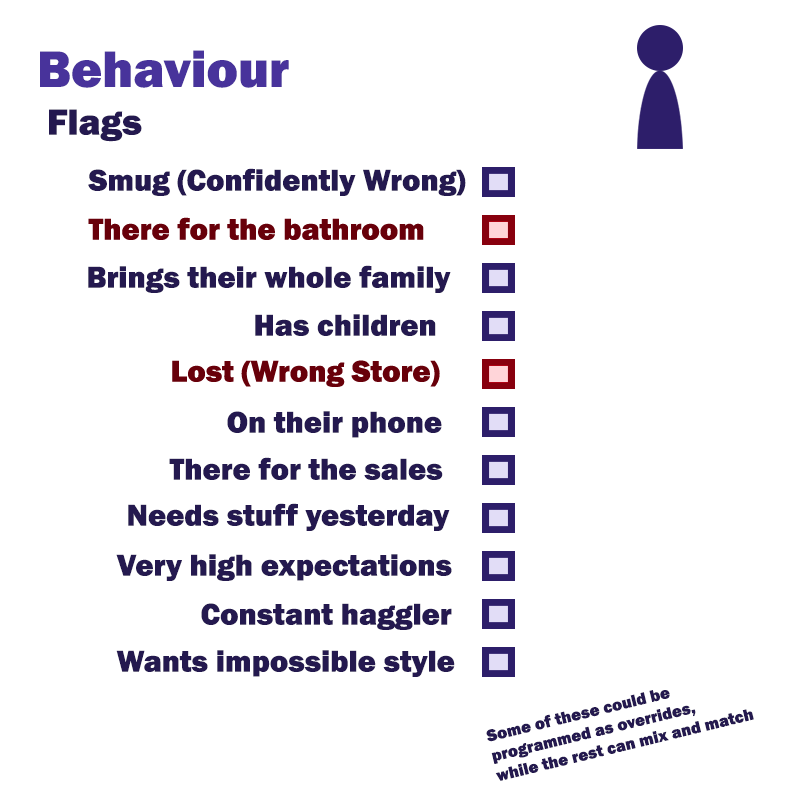 Behaviour
Flags
Smug (Confidently Wrong)
There for the bathroom
Brings their whole family
Has children
Lost (Wrong Store)
On their phone
There for the sales
Needs stuff yesterday
Very high expectations
Constant haggler
Wants impossible style
Some of these could be
programmed as overrides,
while the rest can mix and match